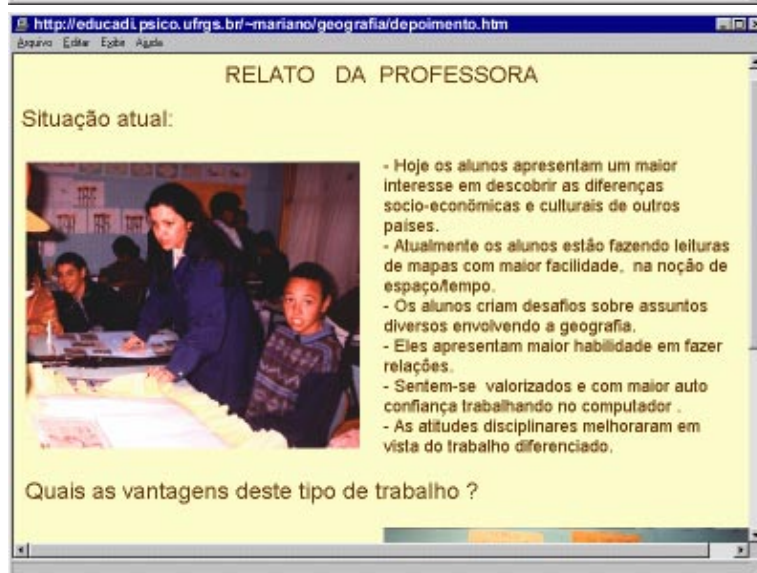 http://educadi.psico.ufrgs.br/~mariano/geografia/depoimento.htm
Arquivo Editar Exibir Ajuda
RELATO DA PROFESSORA
Situação atual:
- Hoje os alunos apresentam um maior
interesse em descobrir as diferenças
socio-econômicas e culturais de outros
países.
- Atualmente os alunos estão fazendo leituras
de mapas com maior facilidade, na noção de
espaço/tempo.
- Os alunos criam desafios sobre assuntos
diversos envolvendo a geografia.
- Eles apresentam maior habilidade em fazer
relações.
- Sentem-se valorizados e com maior auto
confiança trabalhando no computador .
- As atitudes disciplinares melhoraram em
vista do trabalho diferenciado.
Quais as vantagens deste tipo de trabalho ?